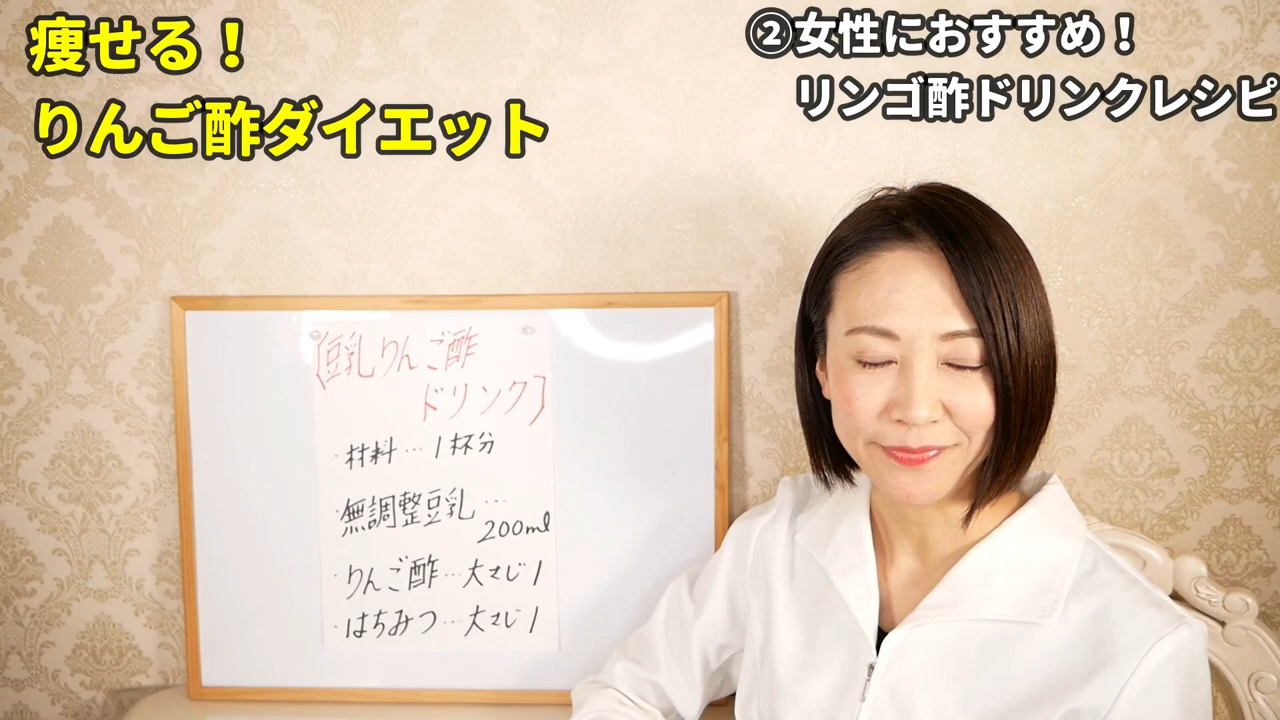 痩せる！
りんご酢ダイエット
②女性におすすめ！
リンゴ酢ドリンクレシピ
[豆乳りんご酢
ドリンク]
・材料…1杯分
・無調整豆乳…
200ml
・りんご酢…大さじ1
・はちみつ…大さじ1